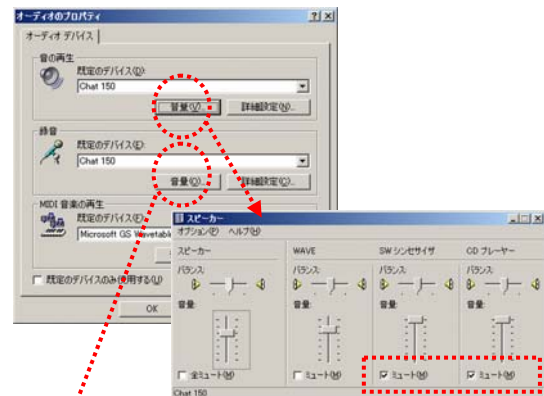 オーディオのプロパティ
オーディオ デバイス
音の再生
既定のデバイス(D):
Chat 150
音量(V)...
詳細設定(N)...
録音
既定のデバイス(E):
Chat 150
音量(O)...
詳細設定(C)...
MIDI 音楽の再生
既定のデバイス(F):
Microsoft GS Wavetabl
既定のデバイスのみ使用する(U)
OK
スピーカー
オプション(P) ヘルプ(H)
スピーカー
バランス:
音量:
全ミュート(M)
WAVE
バランス:
音量:
ミュート(M)
SW シンセサイザ
バランス:
音量:
ミュート(M)
CD プレーヤー
バランス:
音量:
ミュート(M)
Chat 150